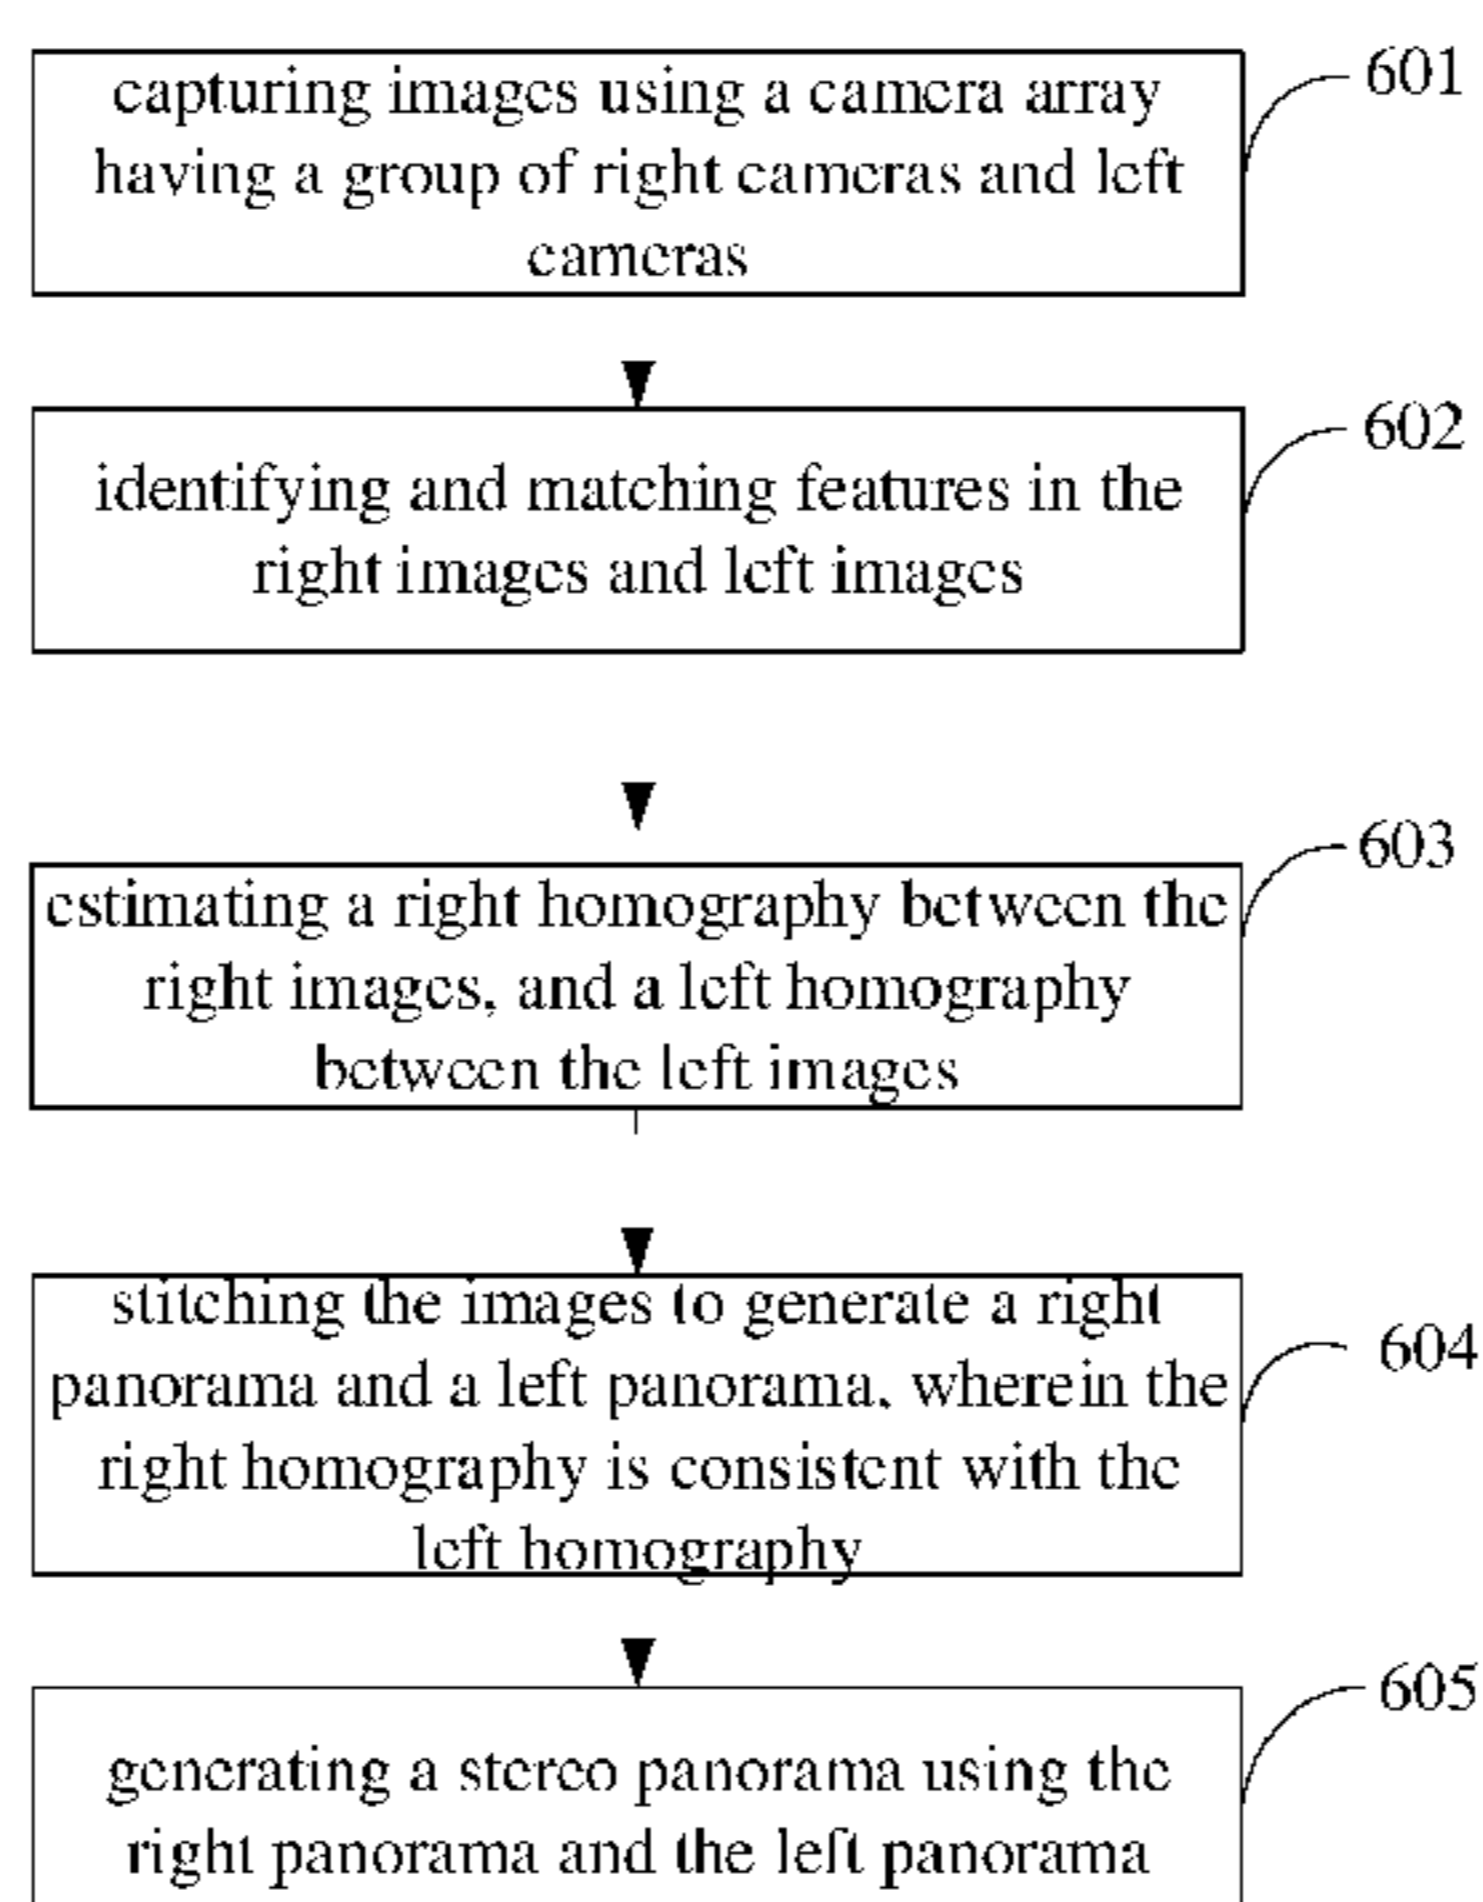 capturing images using a camera array
601
having a group of right cameras and left
cameras
602
identifying and matching features in the
right images and left images
603
estimating a right homography between the
right images, and a left homography
between the left images
stitching the images to generate a right
604
panorama and a left panorama, wherein the
right homography is consistent with the
left homography
605
generating a stereo panorama using the
right panorama and the left panorama